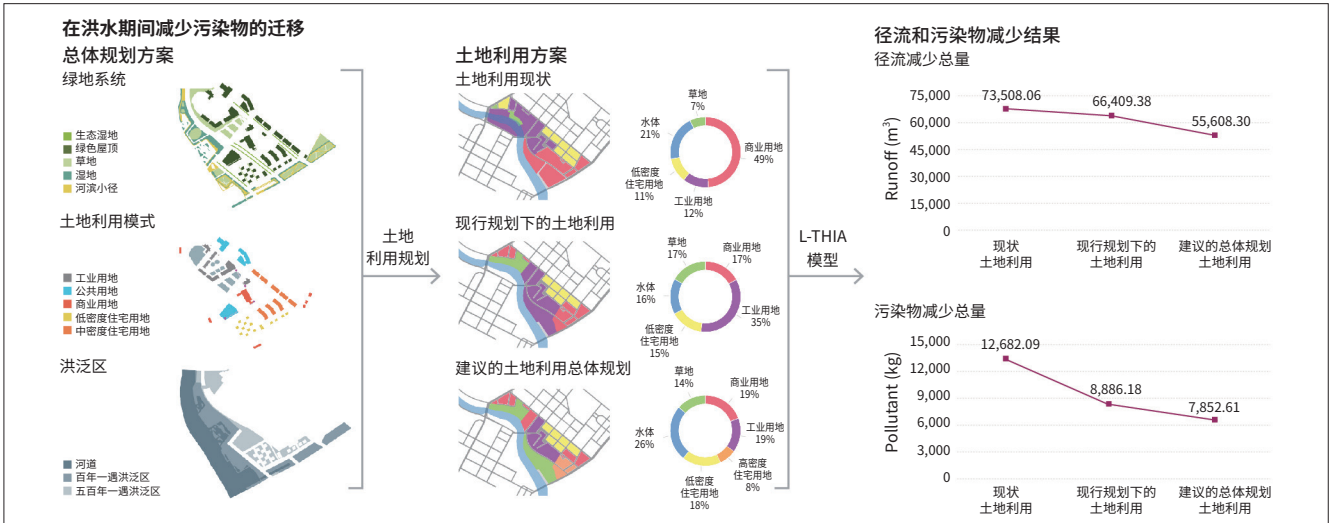 在洪水期间减少污染物的迁移
总体规划方案
绿地系统
生态湿地
绿色屋顶
草地
湿地
河滨小径
土地利用模式
工业用地
公共用地
商业用地
低密度住宅用地
中密度住宅用地
洪泛区
河道
百年一遇洪泛区
五百年一遇洪泛区
土地
利用规划
土地利用方案
土地利用现状
草地
7%
水体
21%
商业用地
49%
低密度
住宅用地
11%
工业用地
12%
现行规划下的土地利用
草地
17%
商业用地
17%
水体
16%
工业用地
35%
低密度
住宅用地
15%
建议的土地利用总体规划
草地
14%
商业用地
19%
水体
26%
工业用地
19%
高密度
住宅用地
8%
低密度
住宅用地
18%
L-THIA
模型
径流和污染物减少结果
径流减少总量
Runoff (m³)
75,000
60,000
45,000
30,000
15,000
0
73,508.06
66,409.38
55,608.30
现状
土地利用
现行规划下的
土地利用
建议的总体规划
土地利用
污染物减少总量
Pollutant (kg)
15,000
12,000
9,000
6,000
3,000
0
12,682.09
8,886.18
7,852.61
现状
土地利用
现行规划下的
土地利用
建议的总体规划
土地利用